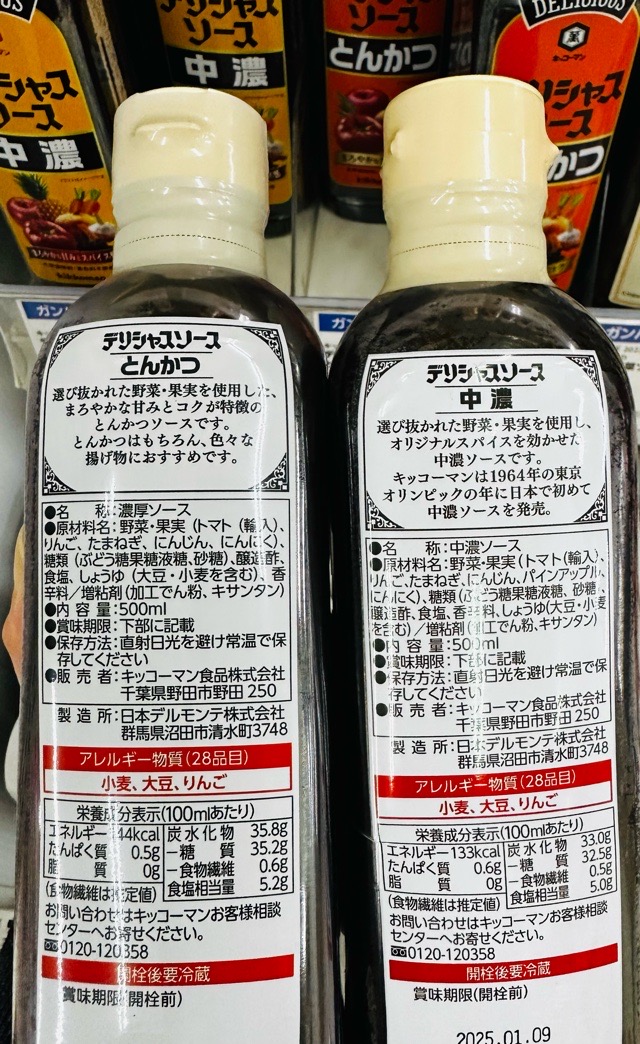 DELICIOUS
シャス
ソース
中濃
デリシャス
ソース
中濃
ソース
とんかつ
DELICIOUS
キッコーマン
リシャス
ース
かつ
kikkoman
デリシャスソース
とんかつ
選び抜かれた野菜・果実を使用した、
まろやかな甘みとコクが特徴の
とんかつソースです。
とんかつはもちろん、色々な
揚げ物におすすめです。
●名　　称：濃厚ソース
●原材料名：野菜・果実（トマト（輸入）、
りんご、たまねぎ、にんじん、にんにく）、
糖類（ぶどう糖果糖液糖、砂糖）、醸造酢、
食塩、しょうゆ（大豆・小麦を含む）、香
辛料／増粘剤（加工でん粉、キサンタン）
●内 容 量：500ml
●賞味期限：下部に記載
●保存方法：直射日光を避け常温で保
存してください
●販 売 者：キッコーマン食品株式会社
千葉県野田市野田 250
製 造 所：日本デルモンテ株式会社
群馬県沼田市清水町3748
アレルギー物質（28品目）
小麦、大豆、りんご
栄養成分表示（100mlあたり）
エネルギー 144kcal 炭水化物 35.8g
たんぱく質 0.5g －糖　質 35.2g
脂　質 0g －食物繊維 0.6g
（食物繊維は推定値） 食塩相当量 5.2g
お問い合わせはキッコーマンお客様相談
センターへお寄せください。
0120-120358
開栓後要冷蔵
賞味期限（開栓前）
デリシャスソース
中濃
選び抜かれた野菜・果実を使用し、
オリジナルスパイスを効かせた
中濃ソースです。
キッコーマンは1964年の東京
オリンピックの年に日本で初めて
中濃ソースを発売。
●名　　称：中濃ソース
●原材料名：野菜・果実（トマト（輸入）、
りんご、たまねぎ、にんじん、パインアップル、
にんにく）、糖類（ぶどう糖果糖液糖、砂糖）、
醸造酢、食塩、香辛料、しょうゆ（大豆・小麦
を含む）／増粘剤（加工でん粉、キサンタン）
●内 容 量：500ml
●賞味期限：下部に記載
●保存方法：直射日光を避け常温で保
存してください
●販 売 者：キッコーマン食品株式会社
千葉県野田市野田 250
製 造 所：日本デルモンテ株式会社
群馬県沼田市清水町3748
アレルギー物質（28品目）
小麦、大豆、りんご
栄養成分表示（100mlあたり）
エネルギー 133kcal 炭水化物 33.0g
たんぱく質 0.6g －糖　質 32.5g
脂　質 0g －食物繊維 0.5g
（食物繊維は推定値） 食塩相当量 5.0g
お問い合わせはキッコーマンお客様相談
センターへお寄せください。
0120-120358
開栓後要冷蔵
賞味期限（開栓前）
2025.01.09